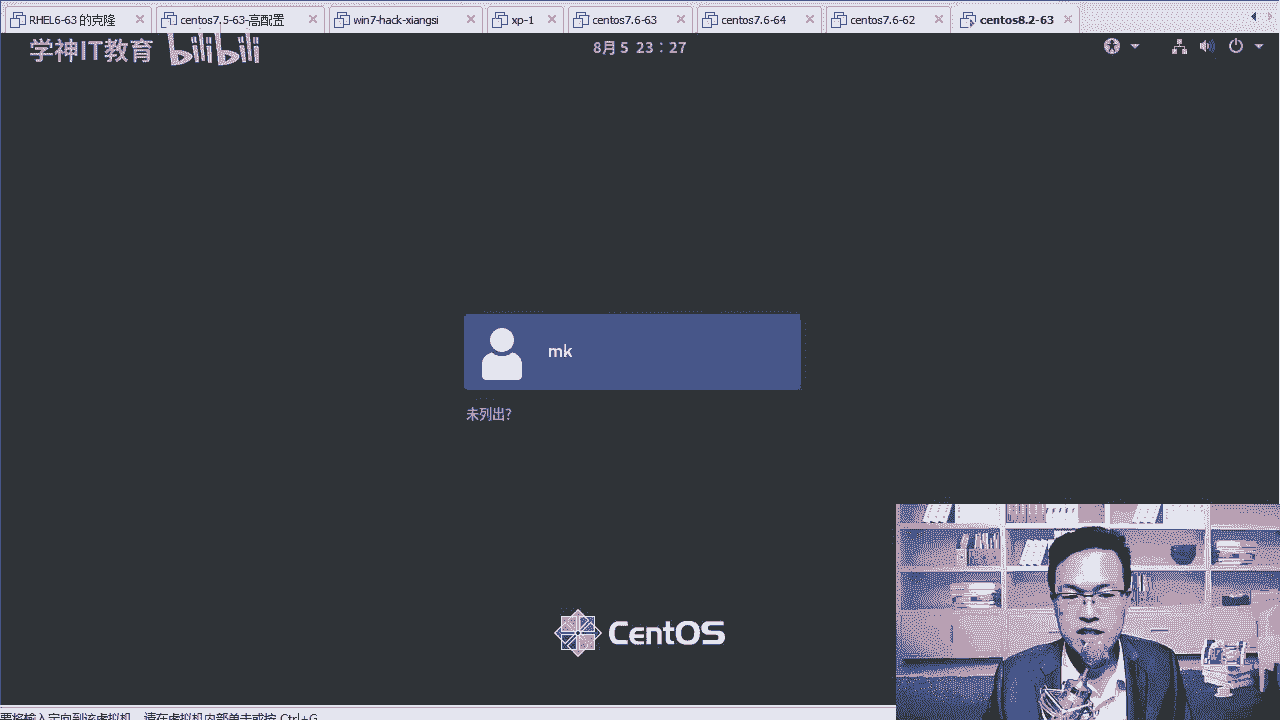 RHEL6-63 的克隆
centos7.5-63-高配置
win7-hack-xiangsi
xp-1
centos7.6-63
centos7.6-64
centos7.6-62
centos8.2-63
学神IT教育 bilibili
8月 5 23：27
mk
未列出?
CentOS
要将输入定向到该虚拟机，请在虚拟机内部单击或按 Ctrl+G